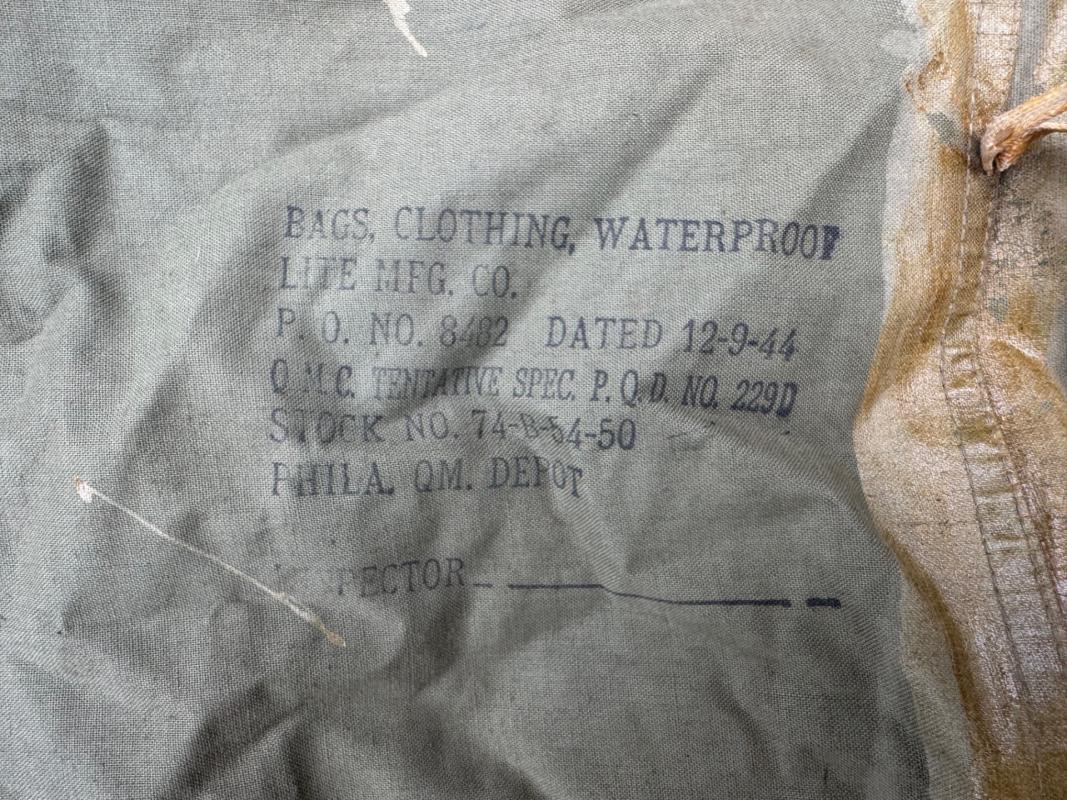 BAGS, CLOTHING, WATERPROOF
LITE MFG. CO.
P. O. NO. 8482 DATED 12-9-44
Q M C. TENTATIVE SPEC. P. Q. D. NO. 229D
STOCK NO. 74-B-54-50
PHILA. QM. DEPOT
INSPECTOR